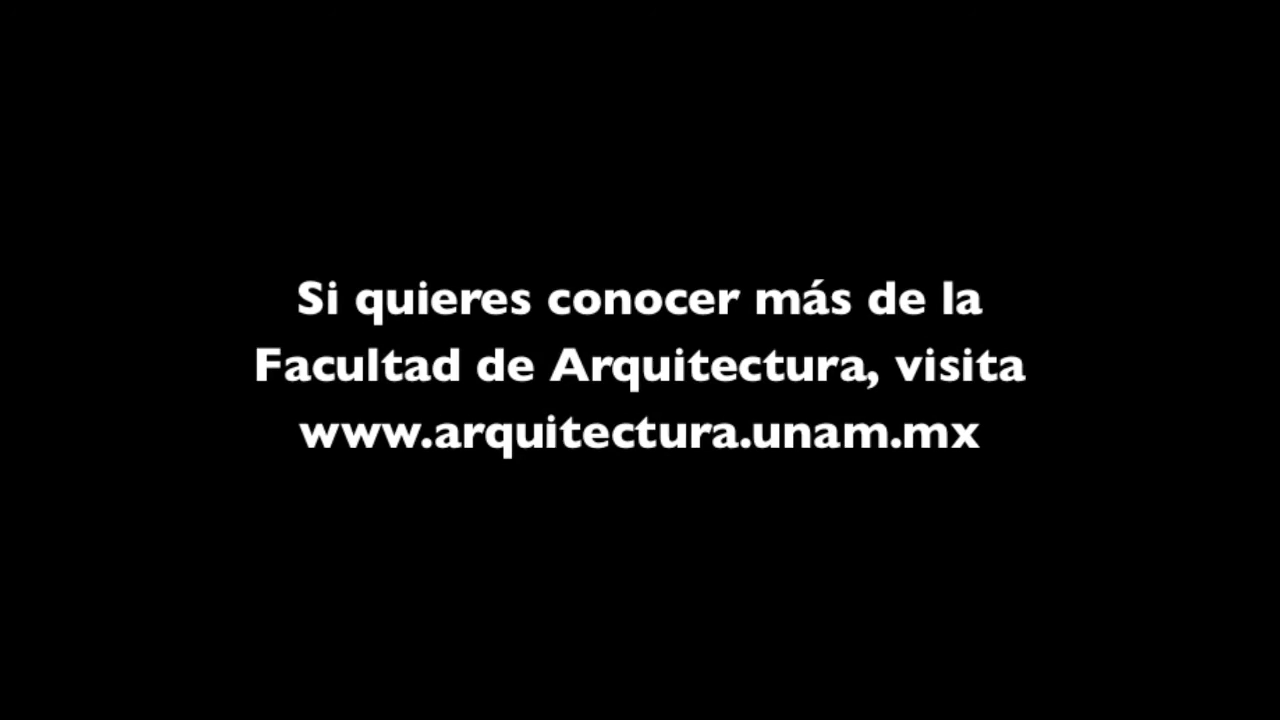 Si quieres conocer más de la
Facultad de Arquitectura, visita
www.arquitectura.unam.mx